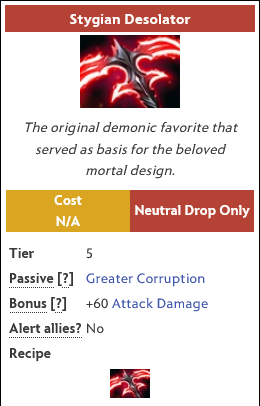 Stygian Desolator
The original demonic favorite that
served as basis for the beloved
mortal design.
Cost
N/A
Neutral Drop Only
Tier 5
Passive [?] Greater Corruption
Bonus [?] +60 Attack Damage
Alert allies? No
Recipe